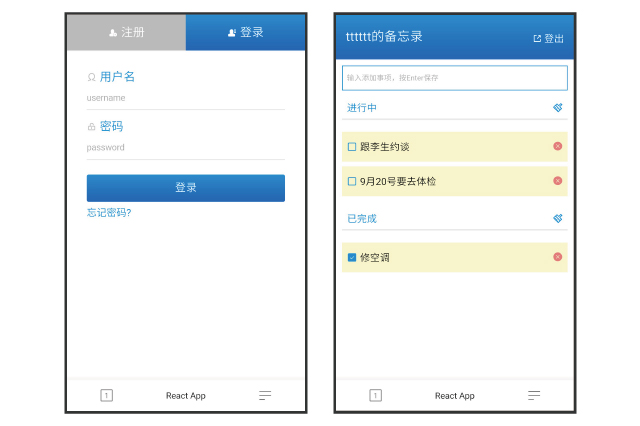 注册
登录
用户名
username
密码
password
登录
忘记密码?
1
React App
tttttt的备忘录
登出
输入添加事项，按Enter保存
进行中
跟李生约谈
9月20号要去体检
已完成
修空调
1
React App